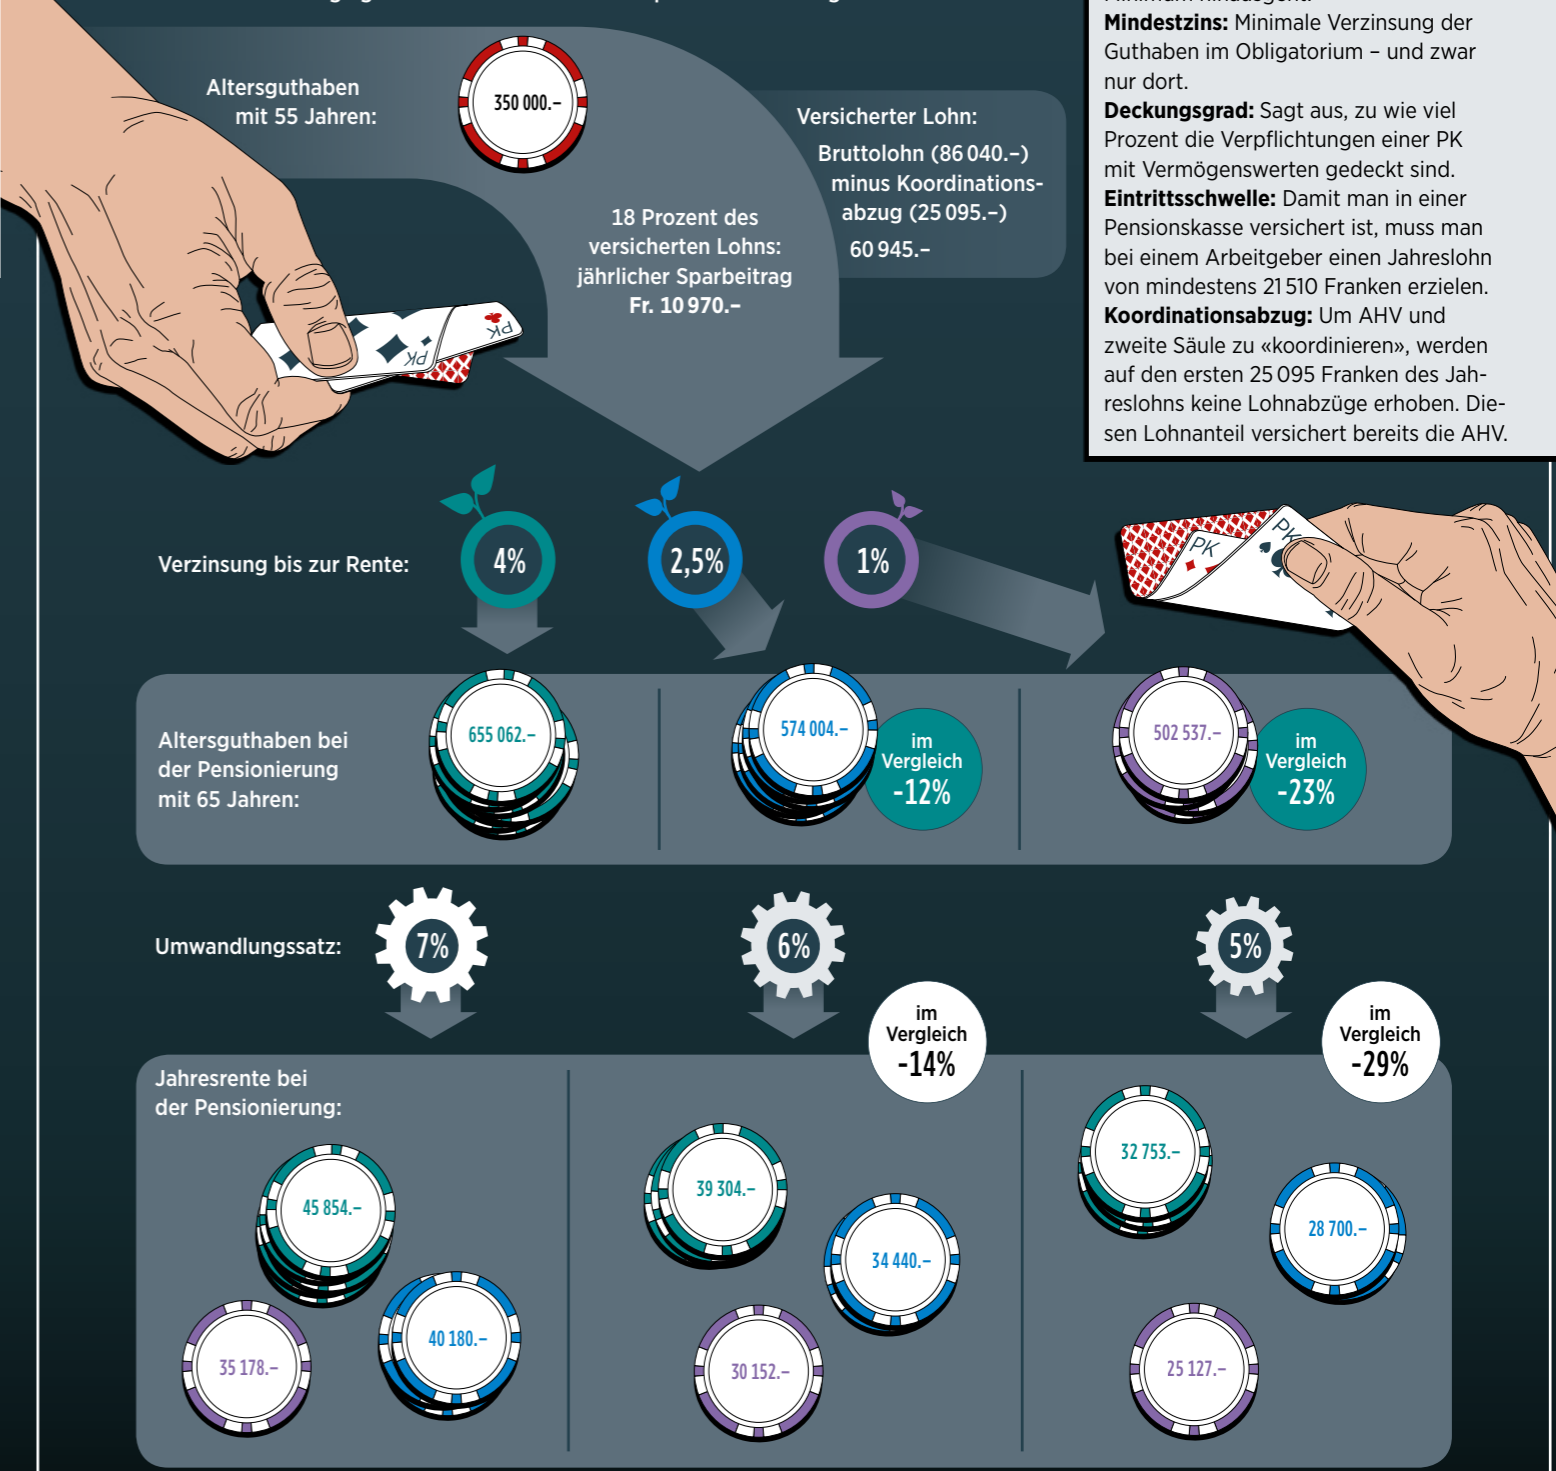 Altersguthaben
mit 55 Jahren:
350 000.–
18 Prozent des
versicherten Lohns:
jährlicher Sparbeitrag
Fr. 10 970.–
Versicherter Lohn:
Bruttolohn (86 040.–)
minus Koordinations-
abzug (25 095.–)
60 945.–
Mindestzins: Minimale Verzinsung der
Guthaben im Obligatorium – und zwar
nur dort.
Deckungsgrad: Sagt aus, zu wie viel
Prozent die Verpflichtungen einer PK
mit Vermögenswerten gedeckt sind.
Eintrittsschwelle: Damit man in einer
Pensionskasse versichert ist, muss man
bei einem Arbeitgeber einen Jahreslohn
von mindestens 21 510 Franken erzielen.
Koordinationsabzug: Um AHV und
zweite Säule zu «koordinieren», werden
auf den ersten 25 095 Franken des Jah-
reslohns keine Lohnabzüge erhoben. Die-
sen Lohnanteil versichert bereits die AHV.
PK
PK
PK
PK
Verzinsung bis zur Rente:
4%
2,5%
1%
Altersguthaben bei
der Pensionierung
mit 65 Jahren:
655 062.–
574 004.–
im
Vergleich
-12%
502 537.–
im
Vergleich
-23%
Umwandlungssatz:
7%
6%
5%
im
Vergleich
-14%
im
Vergleich
-29%
Jahresrente bei
der Pensionierung:
45 854.–
40 180.–
35 178.–
39 304.–
34 440.–
30 152.–
32 753.–
28 700.–
25 127.–